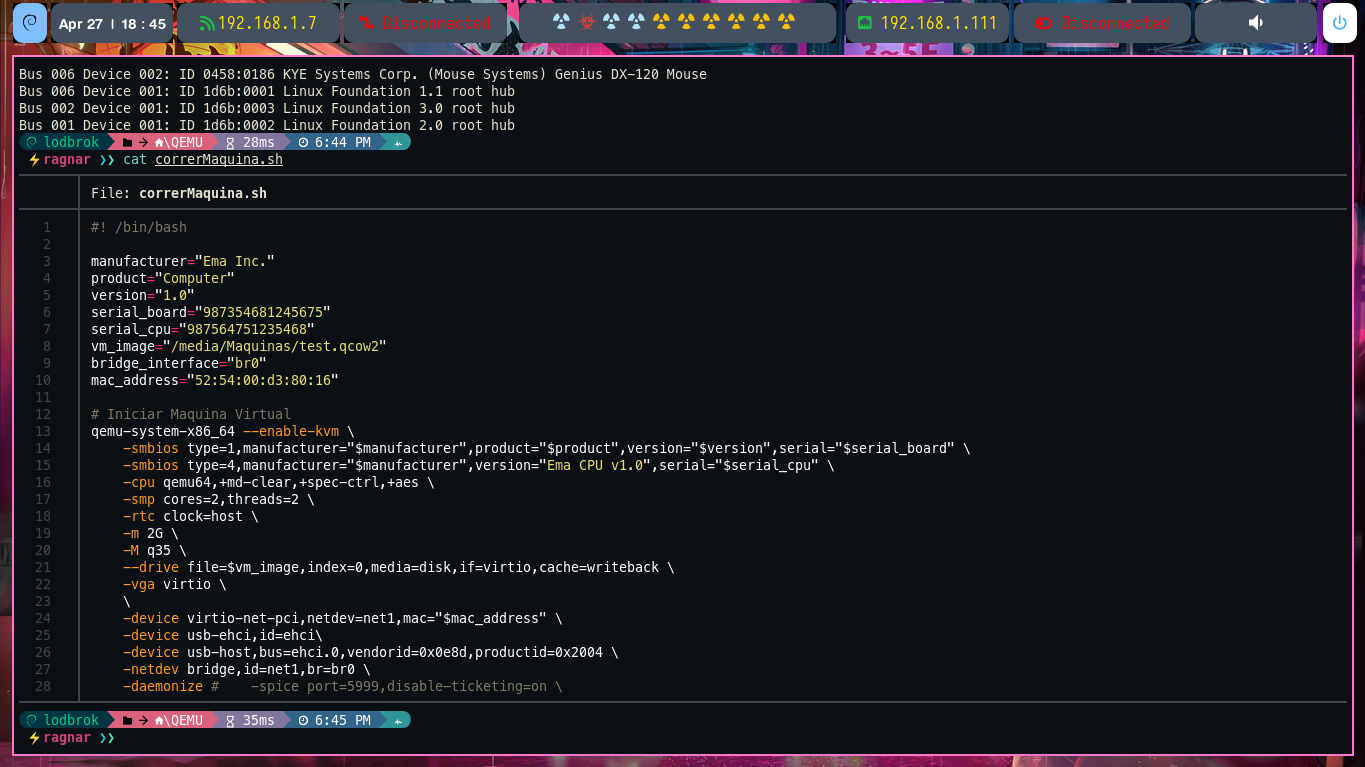 Apr 27 | 18:45
192.168.1.7
Disconnected
192.168.1.111
Disconnected
Bus 006 Device 002: ID 0458:0186 KYE Systems Corp. (Mouse Systems) Genius DX-120 Mouse
Bus 006 Device 001: ID 1d6b:0001 Linux Foundation 1.1 root hub
Bus 002 Device 001: ID 1d6b:0003 Linux Foundation 3.0 root hub
Bus 001 Device 001: ID 1d6b:0002 Linux Foundation 2.0 root hub
lodbrok → \QEMU 28ms 6:44 PM
⚡ragnar ❯❯ cat correrMaquina.sh
File: correrMaquina.sh
1 #! /bin/bash
2
3 manufacturer="Ema Inc."
4 product="Computer"
5 version="1.0"
6 serial_board="987354681245675"
7 serial_cpu="987564751235468"
8 vm_image="/media/Maquinas/test.qcow2"
9 bridge_interface="br0"
10 mac_address="52:54:00:d3:80:16"
11
12 # Iniciar Maquina Virtual
13 qemu-system-x86_64 --enable-kvm \
14 -smbios type=1,manufacturer="$manufacturer",product="$product",version="$version",serial="$serial_board" \
15 -smbios type=4,manufacturer="$manufacturer",version="Ema CPU v1.0",serial="$serial_cpu" \
16 -cpu qemu64,+md-clear,+spec-ctrl,+aes \
17 -smp cores=2,threads=2 \
18 -rtc clock=host \
19 -m 2G \
20 -M q35 \
21 --drive file=$vm_image,index=0,media=disk,if=virtio,cache=writeback \
22 -vga virtio \
23 \
24 -device virtio-net-pci,netdev=net1,mac="$mac_address" \
25 -device usb-ehci,id=ehci\
26 -device usb-host,bus=ehci.0,vendorid=0x0e8d,productid=0x2004 \
27 -netdev bridge,id=net1,br=br0 \
28 -daemonize # -spice port=5999,disable-ticketing=on \
lodbrok → \QEMU 35ms 6:45 PM
⚡ragnar ❯❯